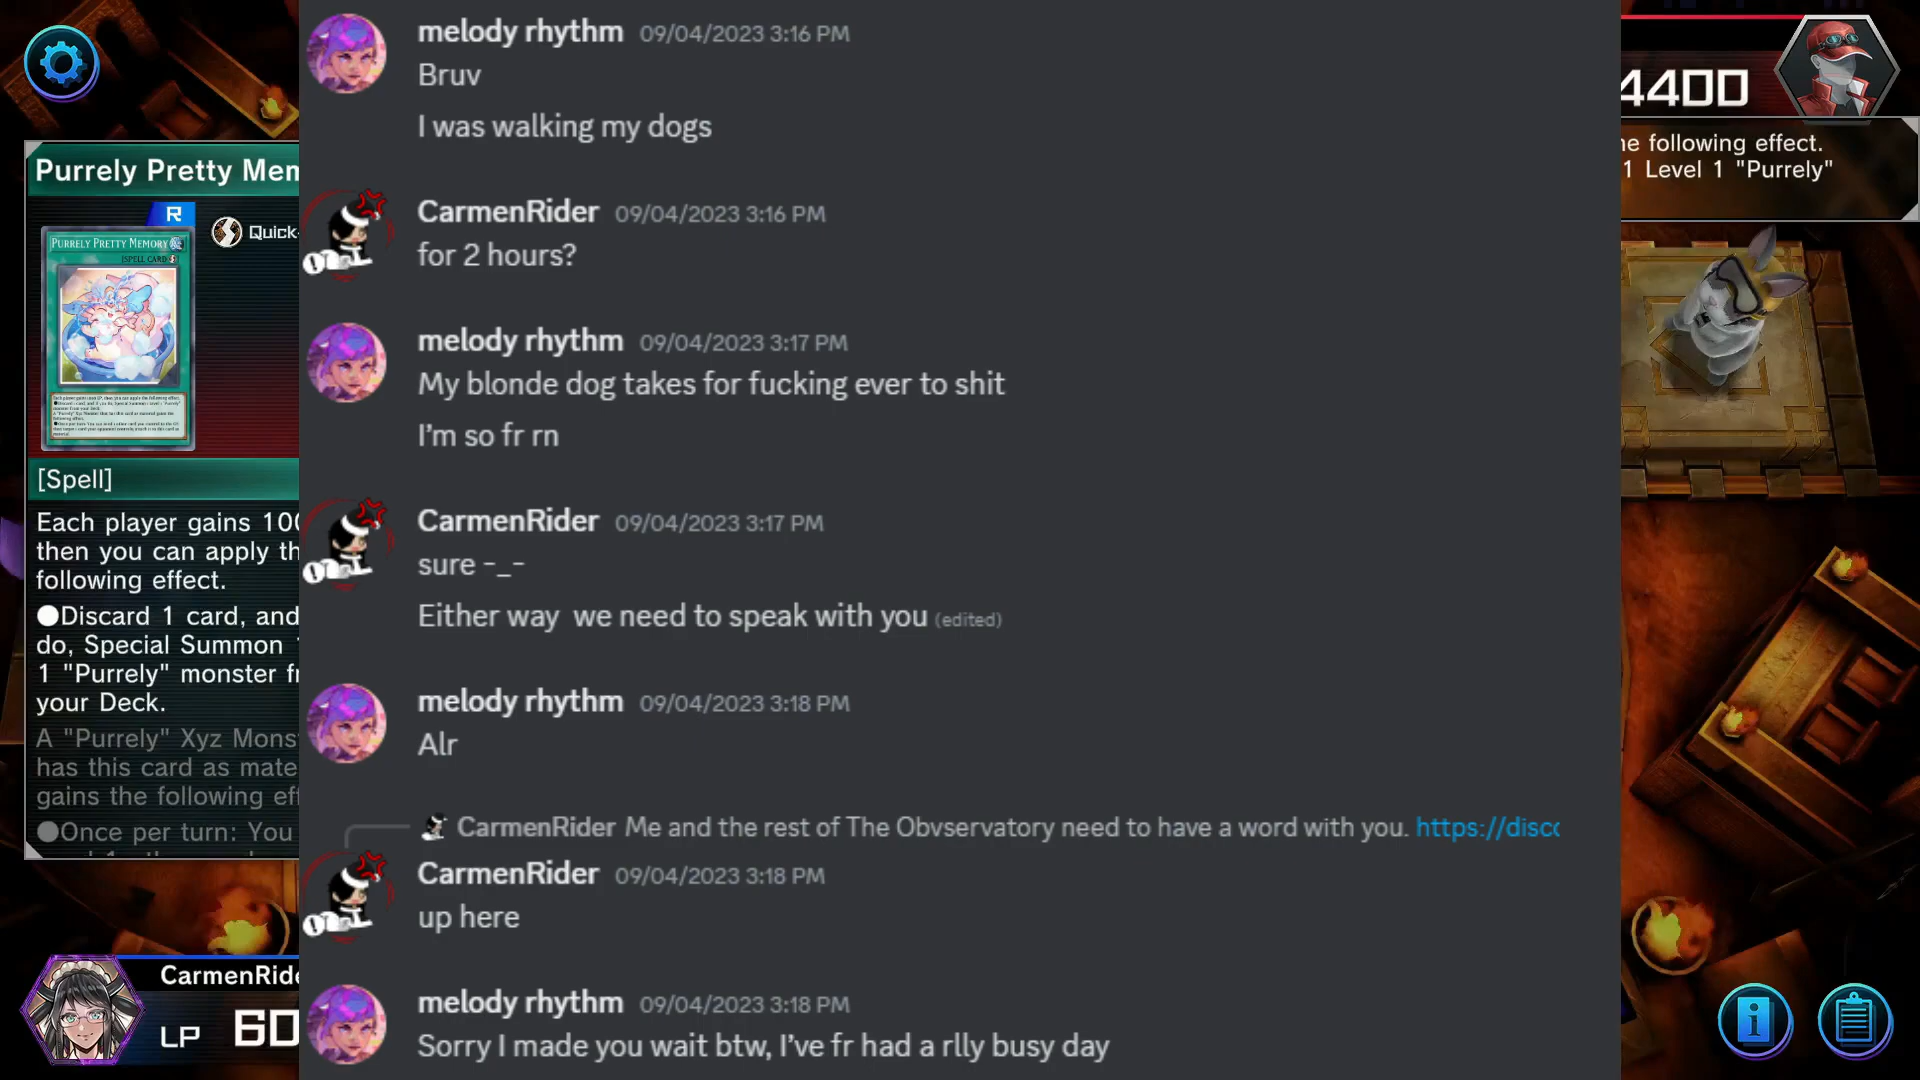 melody rhythm 09/04/2023 3:16 PM
Bruv
I was walking my dogs
CarmenRider 09/04/2023 3:16 PM
for 2 hours?
melody rhythm 09/04/2023 3:17 PM
My blonde dog takes for fucking ever to shit
I'm so fr rn
CarmenRider 09/04/2023 3:17 PM
sure -_-
Either way we need to speak with you (edited)
melody rhythm 09/04/2023 3:18 PM
Alr
CarmenRider Me and the rest of The Obvservatory need to have a word with you. https://disc
CarmenRider 09/04/2023 3:18 PM
up here
melody rhythm 09/04/2023 3:18 PM
Sorry I made you wait btw, I've fr had a rlly busy day
Purrely Pretty Mem
R
Quick-
PURRELY PRETTY MEMORY
[SPELL CARD
[Spell]
Each player gains 100
then you can apply th
following effect.
●Discard 1 card, and
do, Special Summon
1 "Purrely" monster fr
your Deck.
A "Purrely" Xyz Mons
has this card as mate
gains the following eff
●Once per turn: You
CarmenRide
LP 60
4400
he following effect.
1 Level 1 "Purrely"